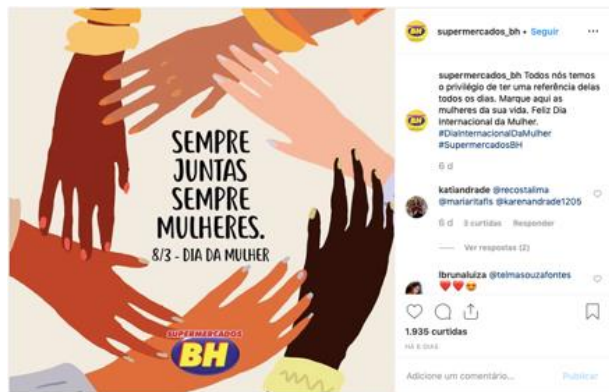 SEMPRE
JUNTAS
SEMPRE
MULHERES.
8/3 - DIA DA MULHER
SUPERMERCADOS
BH
supermercados_bh • Seguir
supermercados_bh Todos nós temos
o privilégio de ter uma referência delas
todos os dias. Marque aqui as
mulheres da sua vida. Feliz Dia
Internacional da Mulher.
#DiaInternacionalDaMulher
#SupermercadosBH
6 d
katiandrade @recostalima
@mariaritafls @karenandrade1205
6 d 3 curtidas Responder
Ver respostas (2)
lbrunaluiza @telmasouzafontes
❤️❤️😍
1.935 curtidas
HÁ 6 DIAS
Adicione um comentário... Publicar